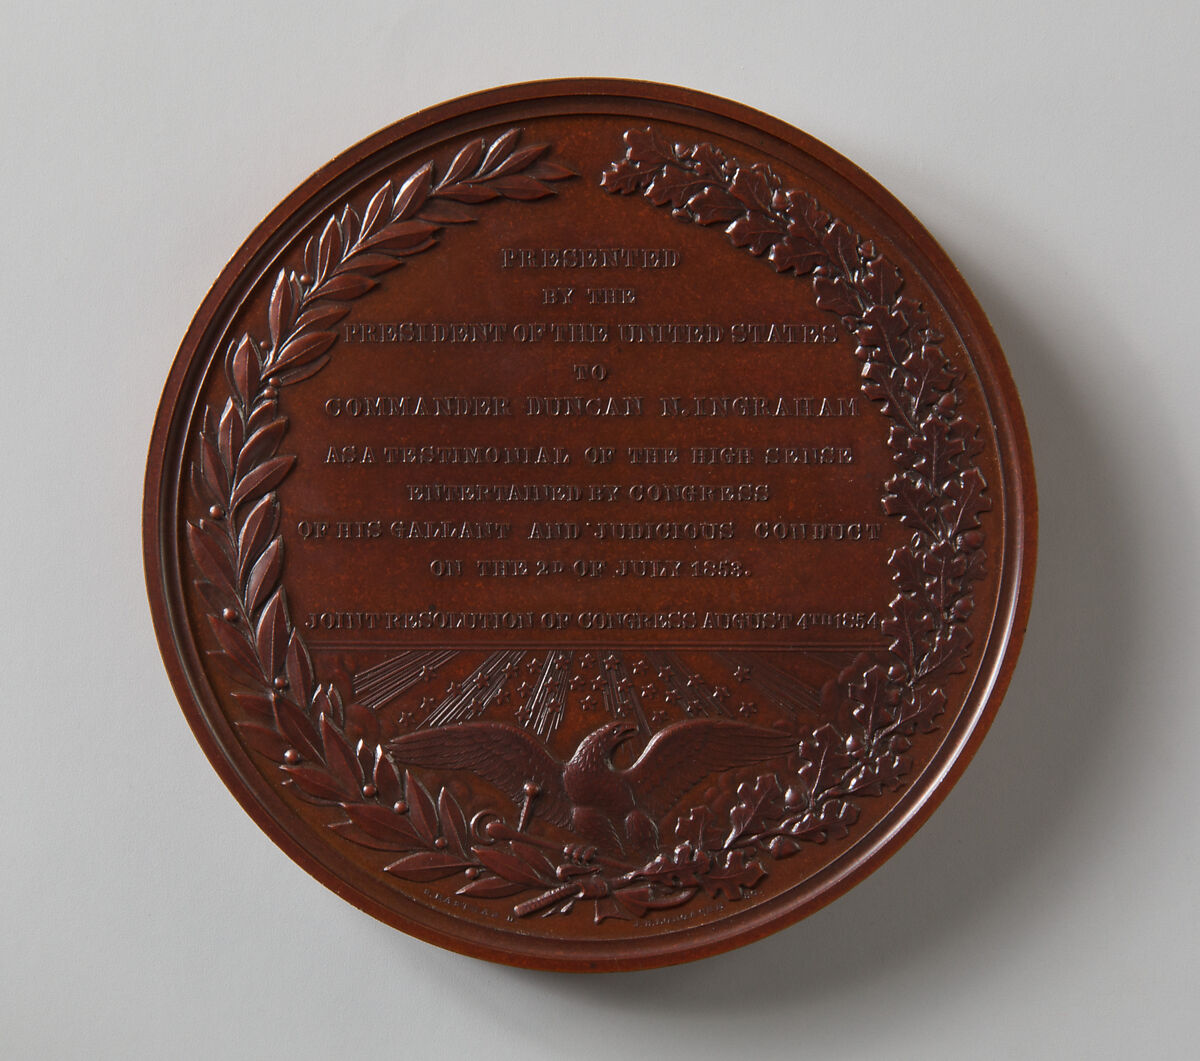 PRESENTED
BY THE
PRESIDENT OF THE UNITED STATES
TO
COMMANDER DUNCAN N. INGRAHAM
AS A TESTIMONIAL OF THE HIGH SENSE
ENTERTAINED BY CONGRESS
OF HIS GALLANT AND JUDICIOUS CONDUCT
ON THE 2D OF JULY 1853.
JOINT RESOLUTION OF CONGRESS AUGUST 4TH 1854